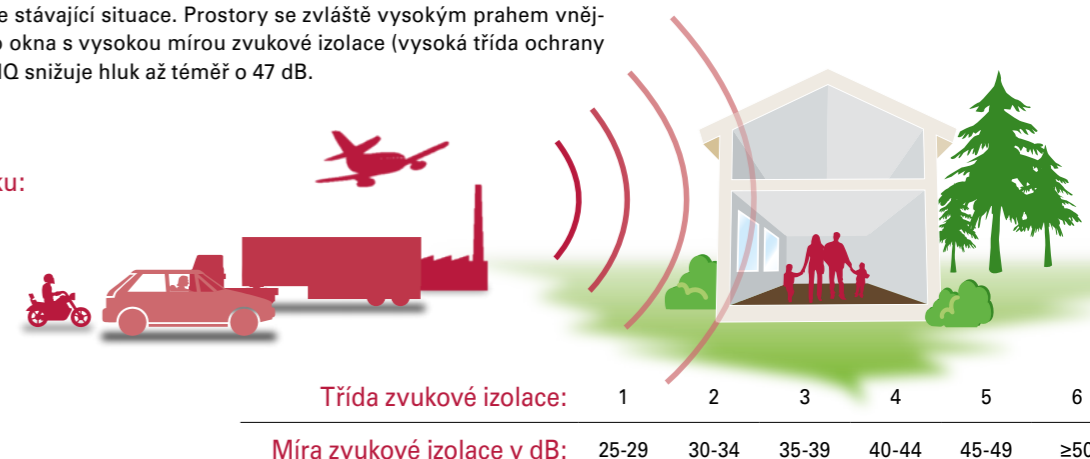 e stávající situace. Prostory se zvláště vysokým prahem vněj-
okna s vysokou mírou zvukové izolace (vysoká třída ochrany
snižuje hluk až téměř o 47 dB.
ku:
Třída zvukové izolace: 1 2 3 4 5 6
Míra zvukové izolace v dB: 25-29 30-34 35-39 40-44 45-49 ≥50